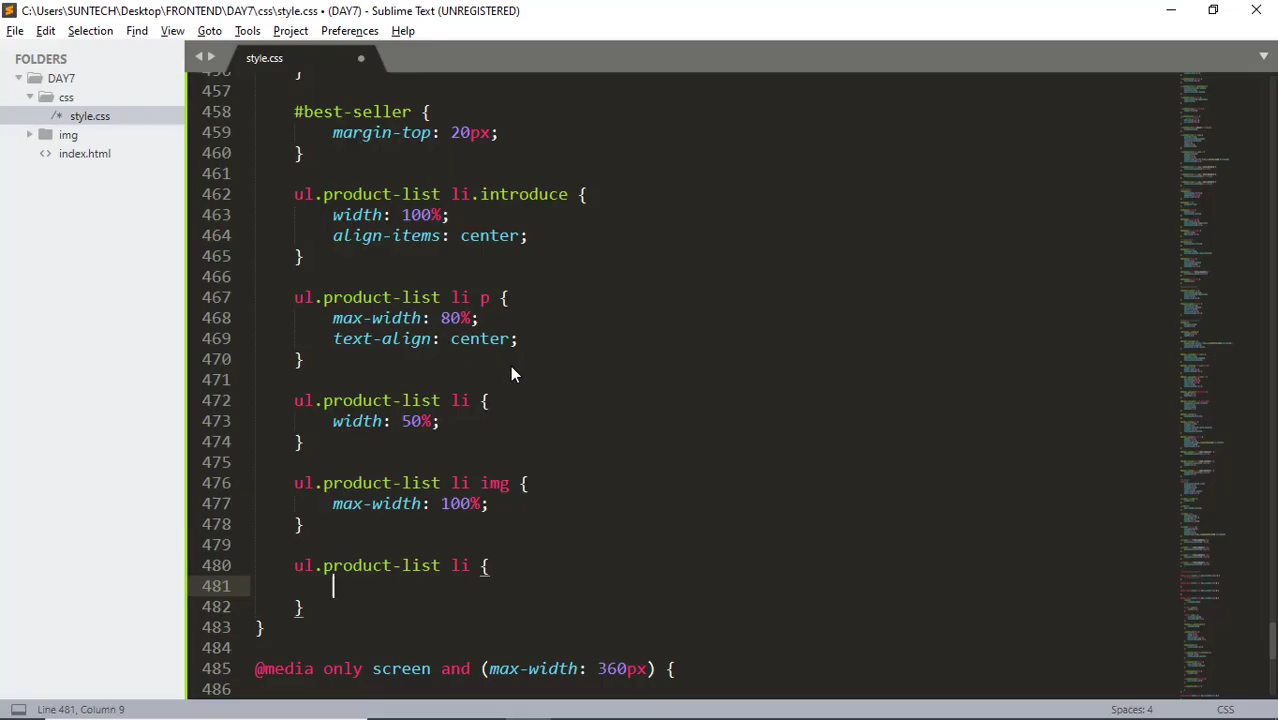 C:\Users\SUNTECH\Desktop\FRONTEND\DAY7\css\style.css • (DAY7) - Sublime Text (UNREGISTERED)
File Edit Selection Find View Goto Tools Project Preferences Help
FOLDERS
DAY7
css
/* style.css
img
<> index.html
style.css
456 }
457
458 #best-seller {
459 margin-top: 20px;
460 }
461
462 ul.product-list li.introduce {
463 width: 100%;
464 align-items: center;
465 }
466
467 ul.product-list li p {
468 max-width: 80%;
469 text-align: center;
470 }
471
472 ul.product-list li {
473 width: 50%;
474 }
475
476 ul.product-list li img {
477 max-width: 100%;
478 }
479
480 ul.product-list li {
481
482 }
483 }
484
485 @media only screen and (max-width: 360px) {
486
Line 481, Column 9
Spaces: 4
CSS